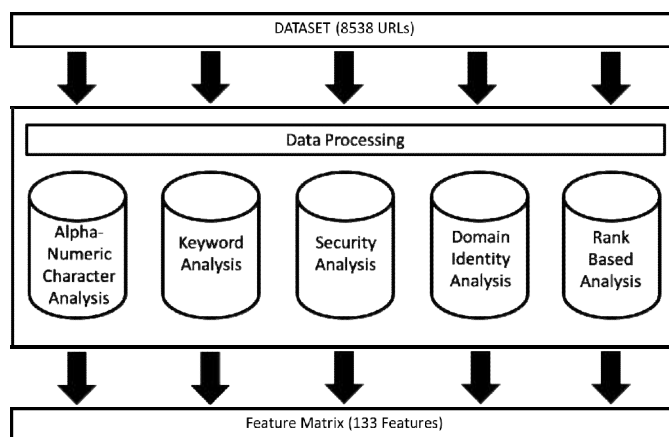 DATASET (8538 URLs)
Data Processing
Alpha-
Numeric
Character
Analysis
Keyword
Analysis
Security
Analysis
Domain
Identity
Analysis
Rank
Based
Analysis
Feature Matrix (133 Features)